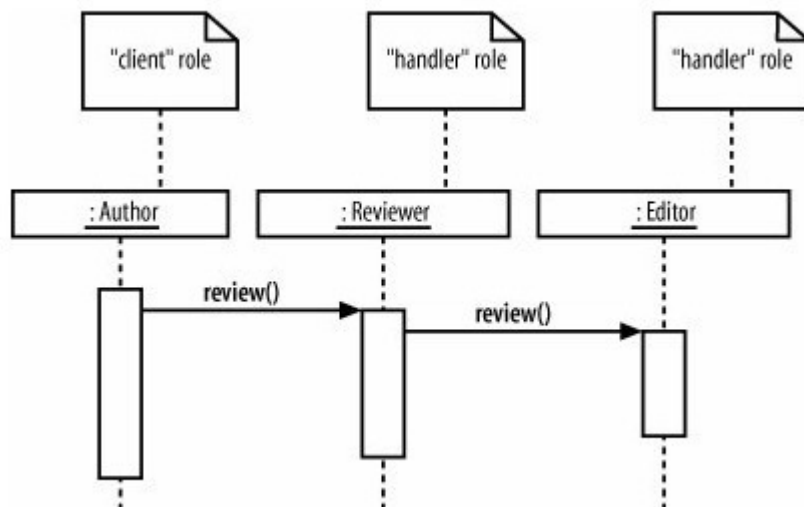 "client" role
"handler" role
"handler" role
: Author
: Reviewer
: Editor
review()
review()